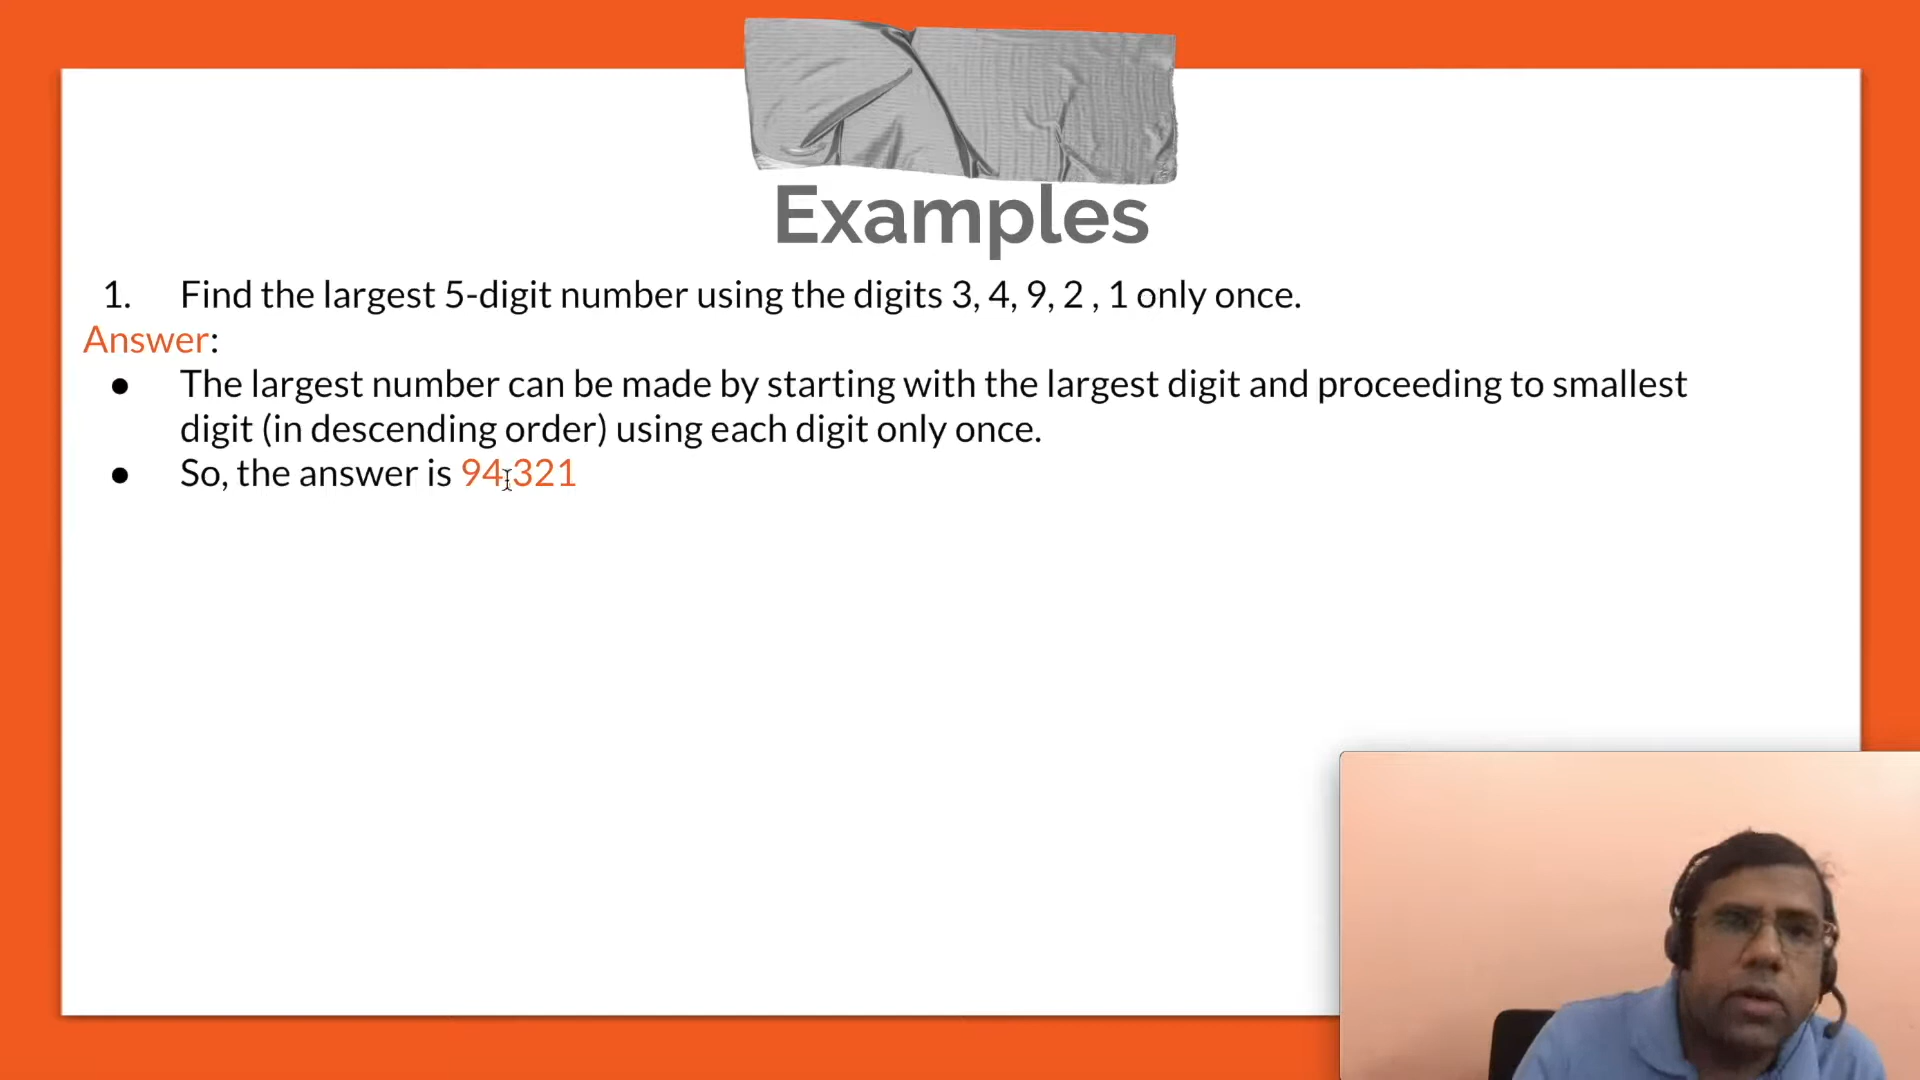 Examples
1. Find the largest 5-digit number using the digits 3, 4, 9, 2 , 1 only once.
Answer:
● The largest number can be made by starting with the largest digit and proceeding to smallest
digit (in descending order) using each digit only once.
● So, the answer is 94,321